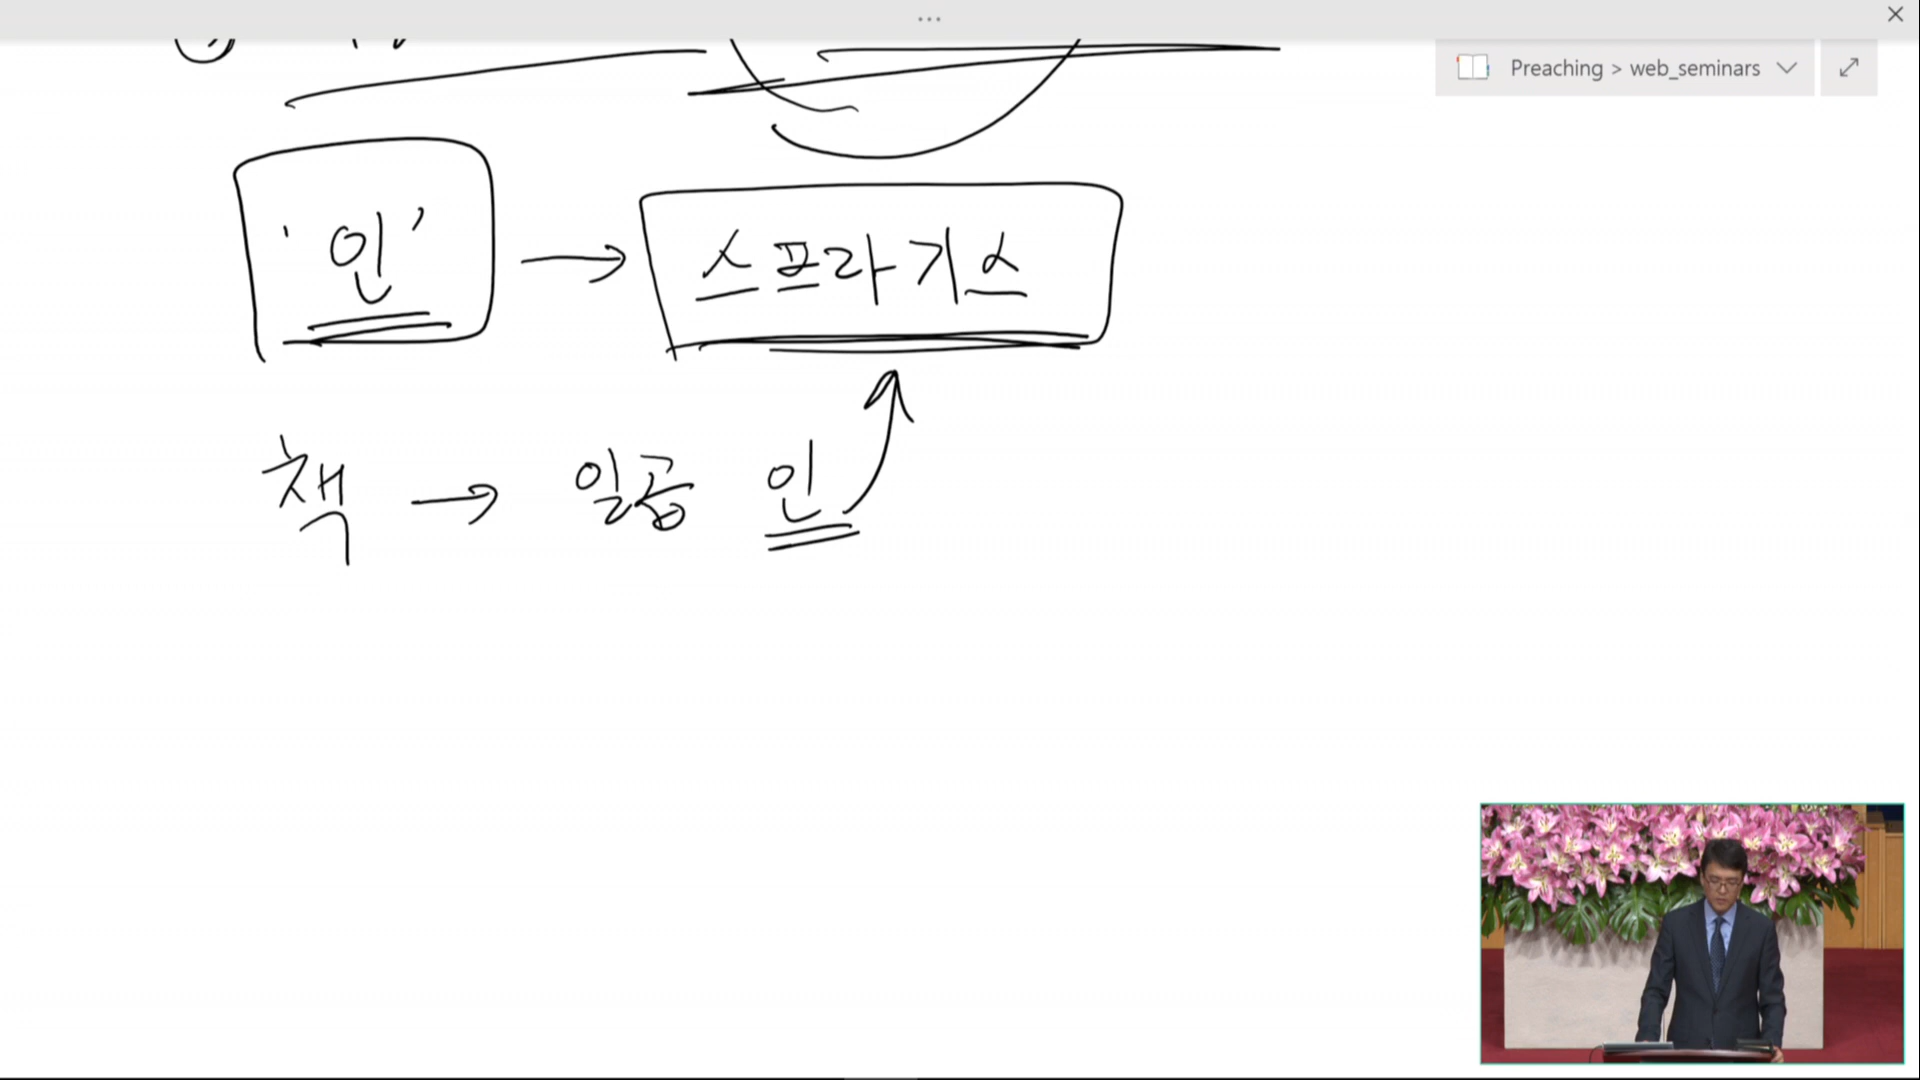 ...
Preaching > web_seminars
'인' → 스프라기스
책 → 일곱 인